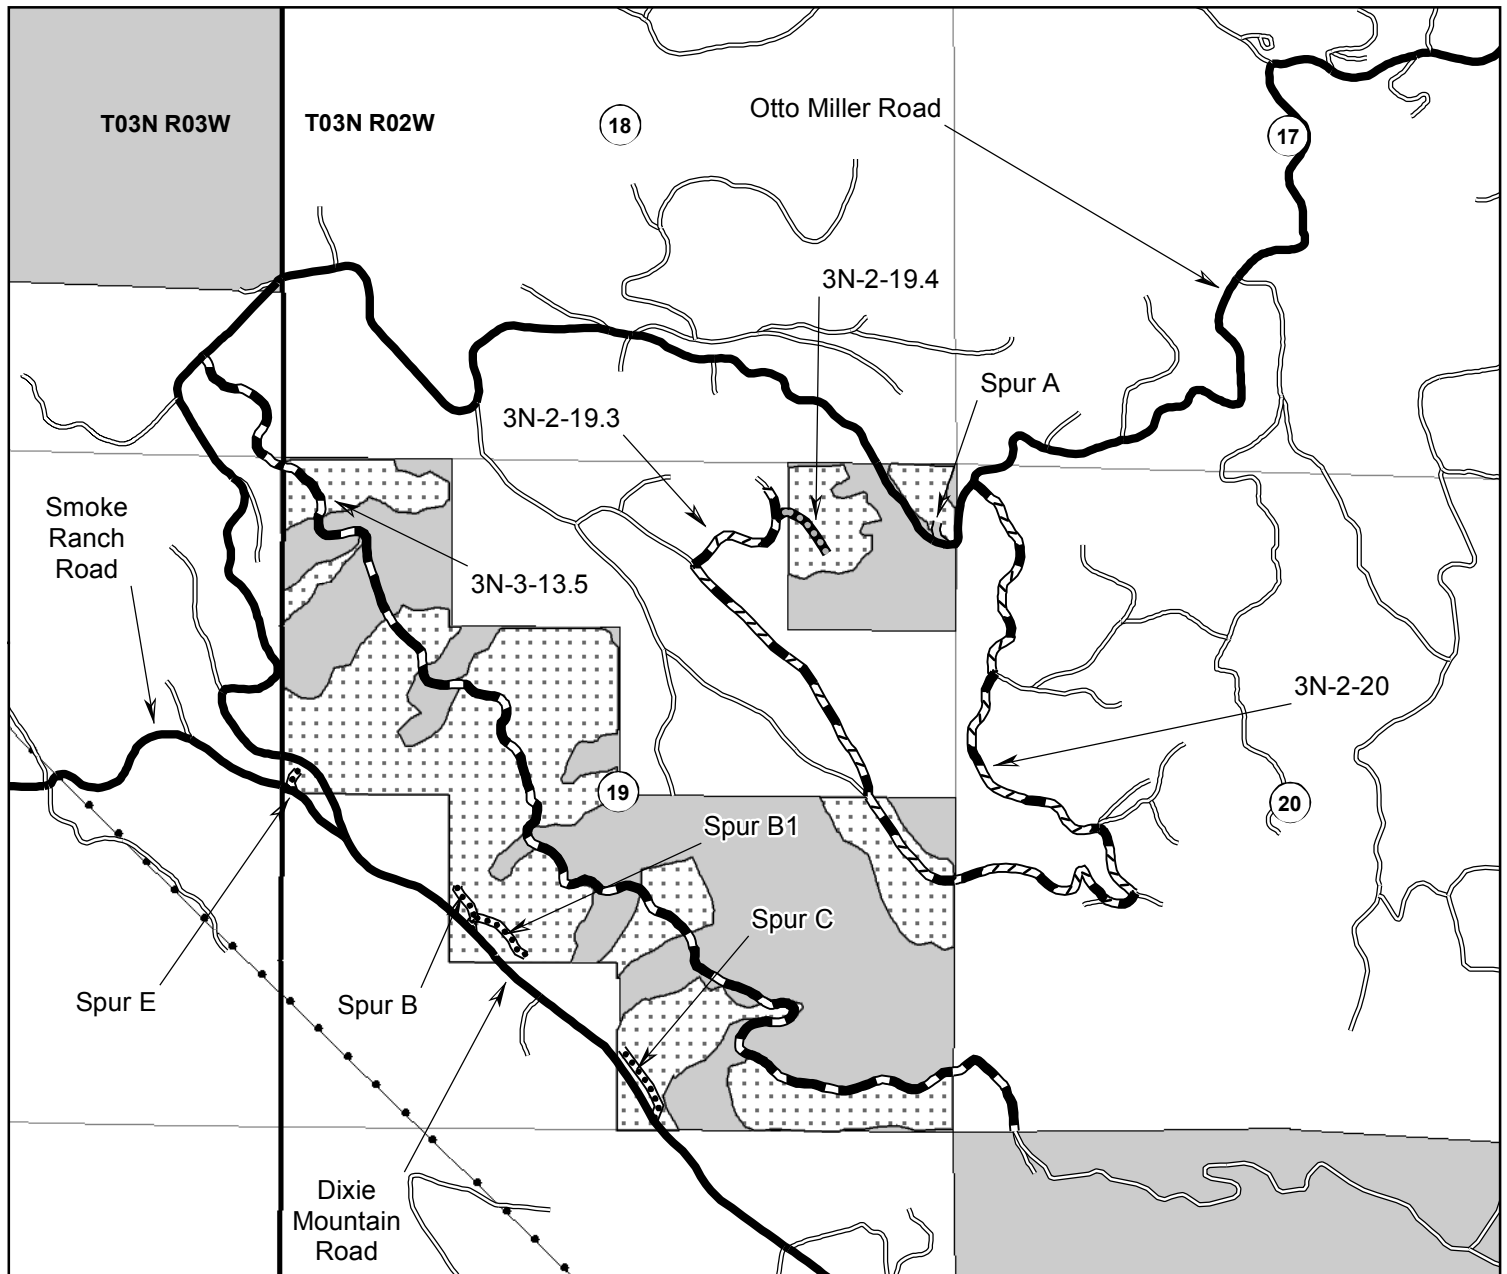 Otto Miller Road
T03N R03W
T03N R02W
18
17
3N-2-19.4
Spur A
3N-2-19.3
Smoke
Ranch
Road
3N-3-13.5
3N-2-20
19
20
Spur B1
Spur C
Spur E
Spur B
Dixie
Mountain
Road